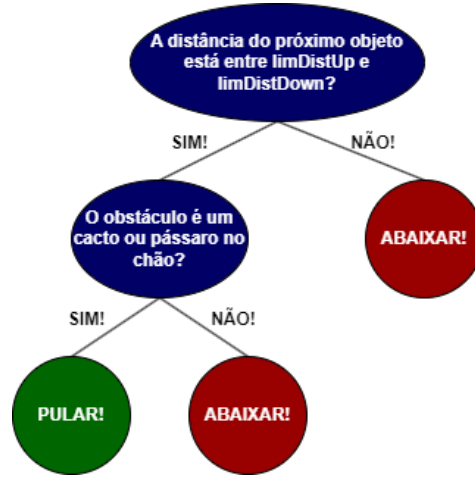 A distância do próximo objeto
está entre limDistUp e
limDistDown?
SIM!
NÃO!
O obstáculo é um
cacto ou pássaro no
chão?
ABAIXAR!
SIM!
NÃO!
PULAR!
ABAIXAR!